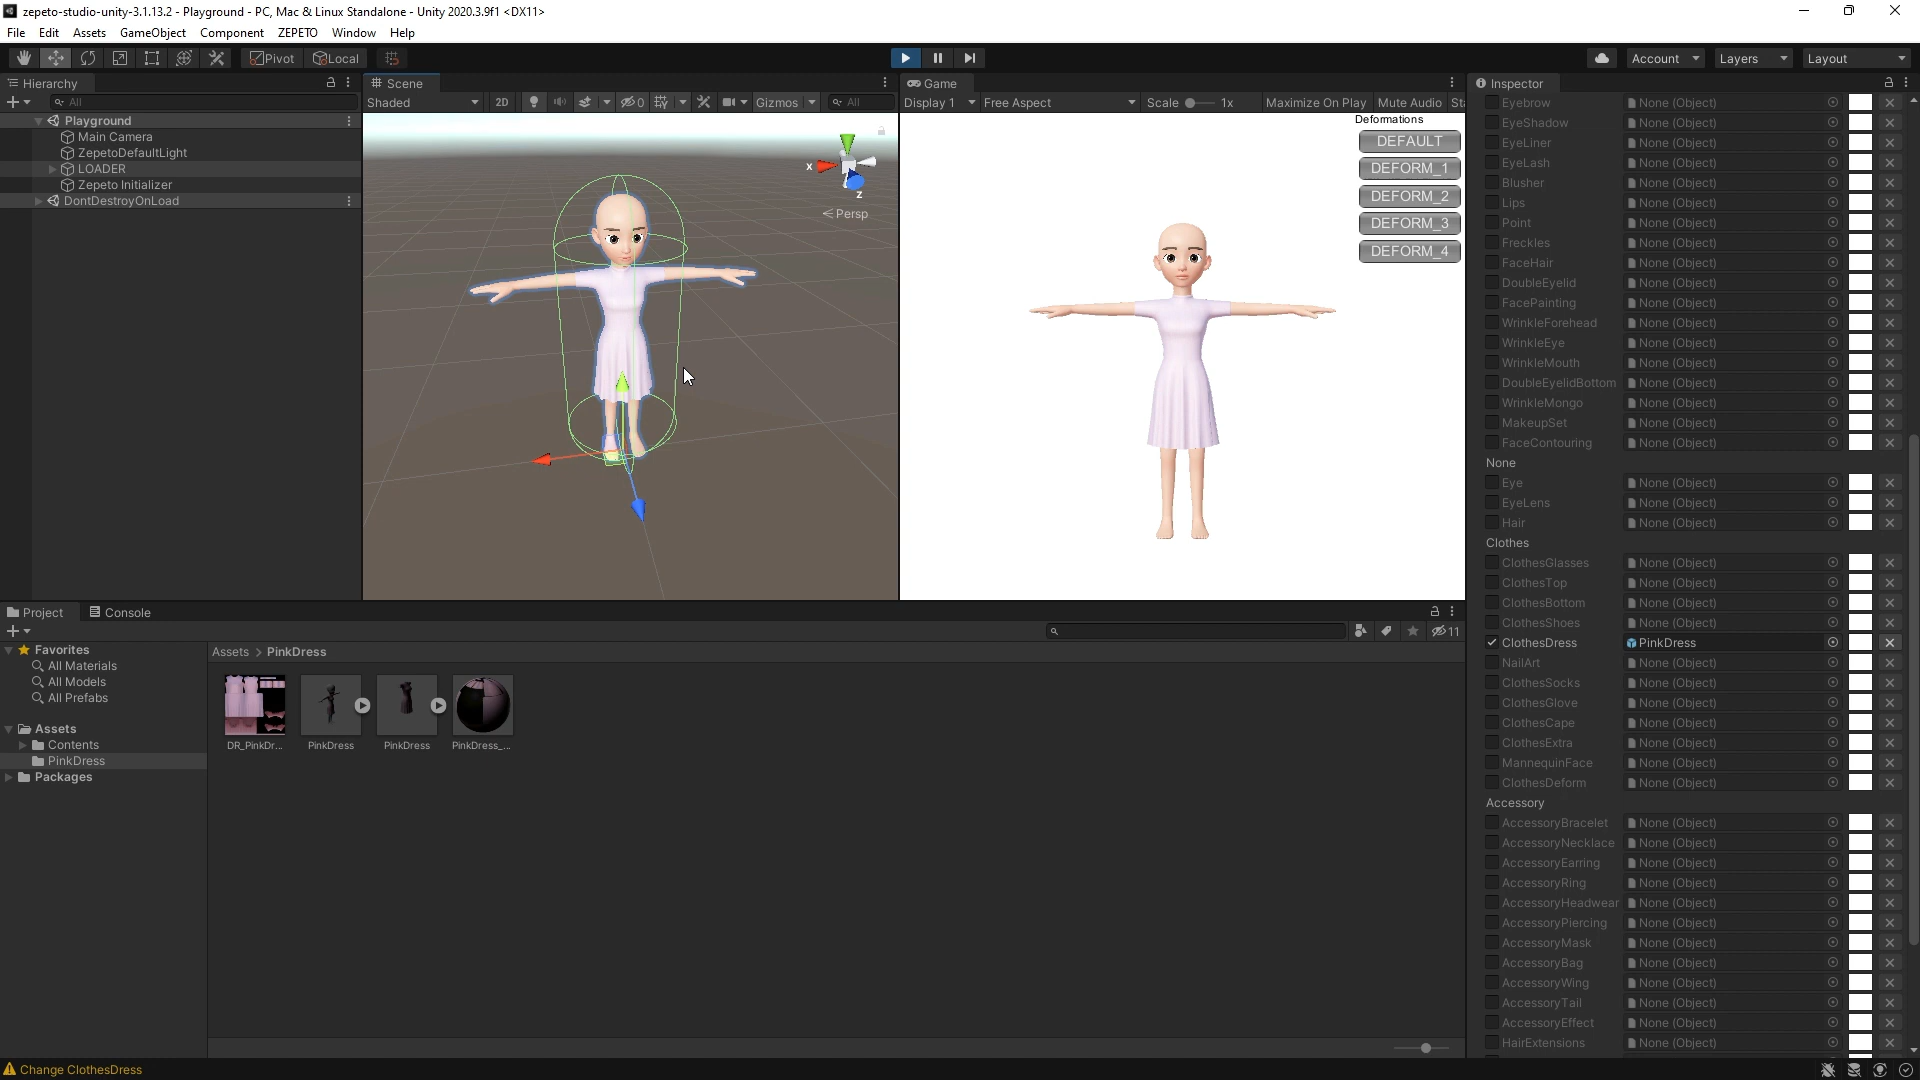 zepeto-studio-unity-3.1.13.2 - Playground - PC, Mac & Linux Standalone - Unity 2020.3.9f1 <DX11>
File Edit Assets GameObject Component ZEPETO Window Help
Pivot Local Account Layers Layout
Hierarchy
All
Playground
Main Camera
ZepetoDefaultLight
LOADER
Zepeto Initializer
DontDestroyOnLoad
Scene
Shaded 2D 0 Gizmos All
x
z
Persp
Game
Display 1 Free Aspect Scale 1x Maximize On Play Mute Audio Sta
Deformations
DEFAULT
DEFORM_1
DEFORM_2
DEFORM_3
DEFORM_4
Inspector
Eyebrow None (Object)
EyeShadow None (Object)
EyeLiner None (Object)
EyeLash None (Object)
Blusher None (Object)
Lips None (Object)
Point None (Object)
Freckles None (Object)
FaceHair None (Object)
DoubleEyelid None (Object)
FacePainting None (Object)
WrinkleForehead None (Object)
WrinkleEye None (Object)
WrinkleMouth None (Object)
DoubleEyelidBottom None (Object)
WrinkleMongo None (Object)
MakeupSet None (Object)
FaceContouring None (Object)
None
Eye None (Object)
EyeLens None (Object)
Hair None (Object)
Clothes
ClothesGlasses None (Object)
ClothesTop None (Object)
ClothesBottom None (Object)
ClothesShoes None (Object)
ClothesDress PinkDress
NailArt None (Object)
ClothesSocks None (Object)
ClothesGlove None (Object)
ClothesCape None (Object)
ClothesExtra None (Object)
MannequinFace None (Object)
ClothesDeform None (Object)
Accessory
AccessoryBracelet None (Object)
AccessoryNecklace None (Object)
AccessoryEarring None (Object)
AccessoryRing None (Object)
AccessoryHeadwear None (Object)
AccessoryPiercing None (Object)
AccessoryMask None (Object)
AccessoryBag None (Object)
AccessoryWing None (Object)
AccessoryTail None (Object)
AccessoryEffect None (Object)
HairExtensions None (Object)
Project Console
11
Favorites
All Materials
All Models
All Prefabs
Assets
Contents
PinkDress
Packages
Assets > PinkDress
DR_PinkDr... PinkDress PinkDress PinkDress_...
Change ClothesDress